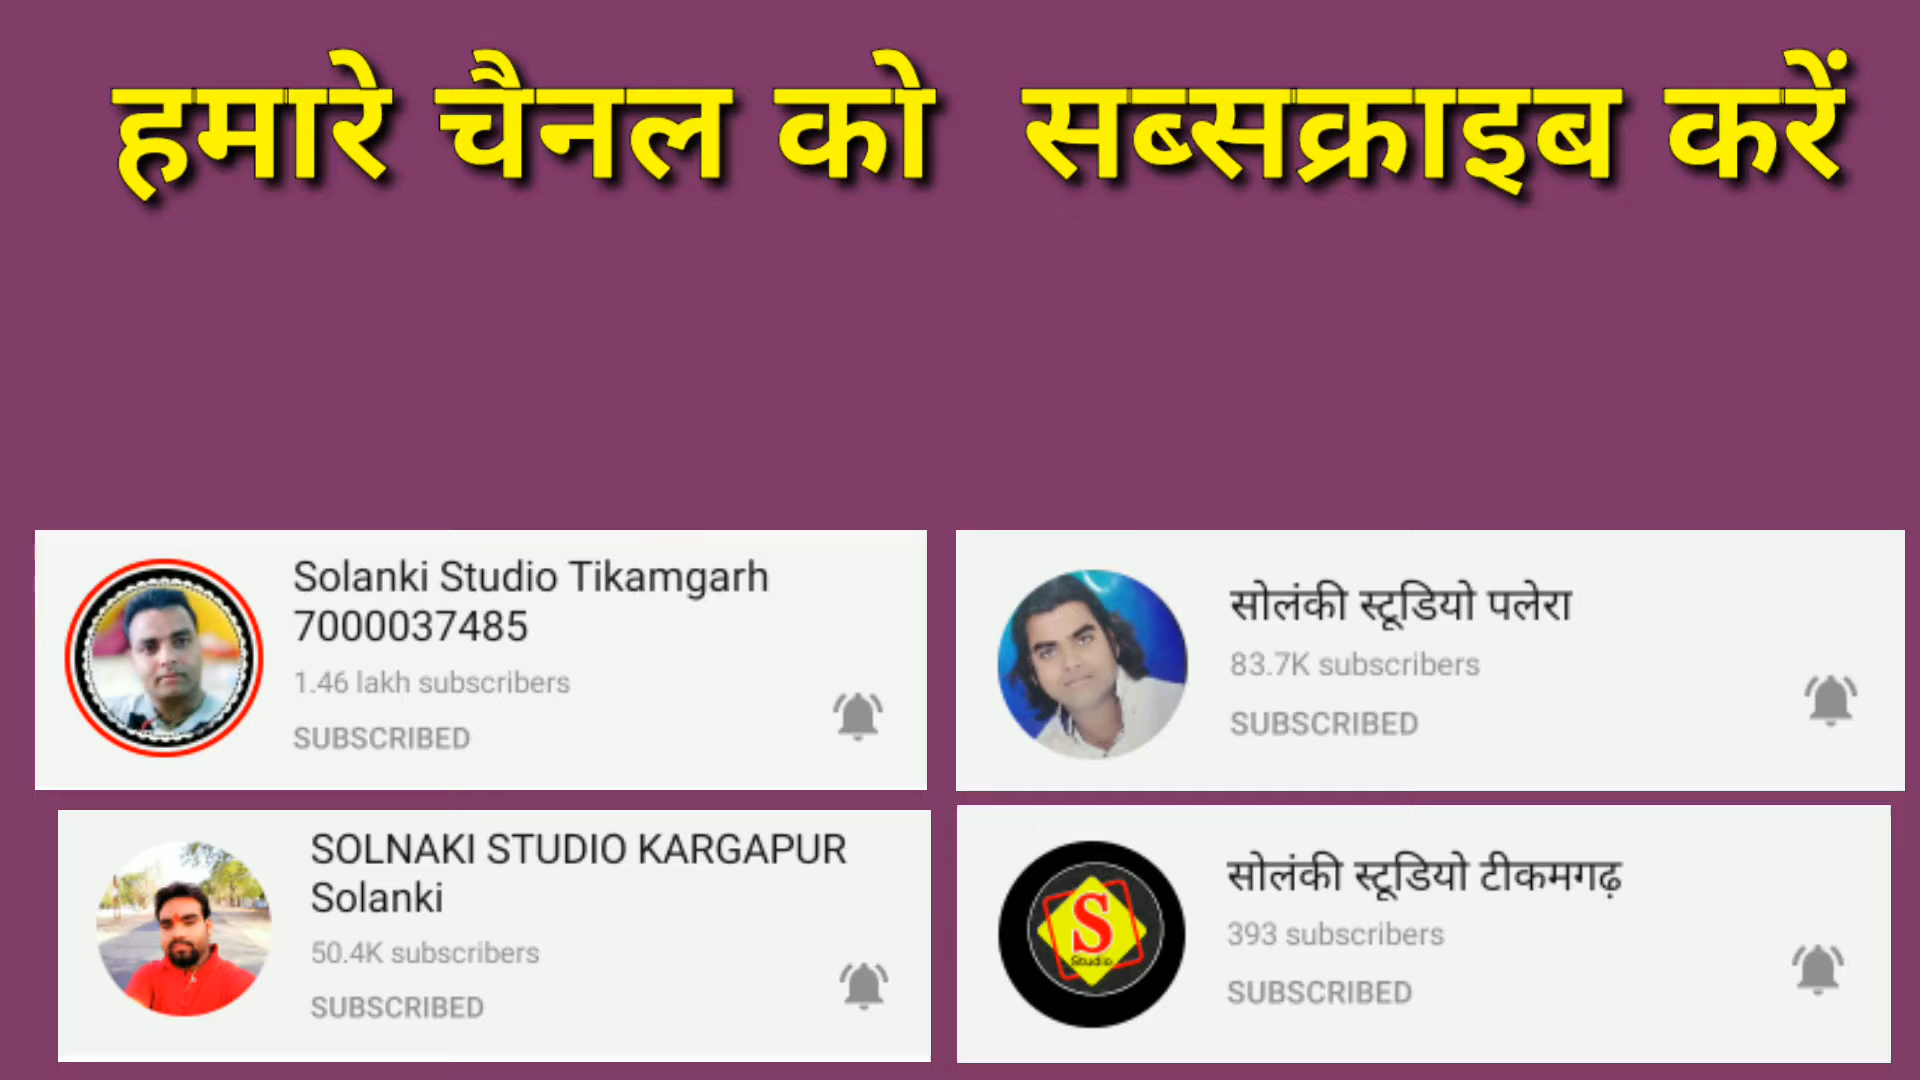 हमारे चैनल को सब्सक्राइब करें
Solanki Studio Tikamgarh
7000037485
1.46 lakh subscribers
SUBSCRIBED
सोलंकी स्टूडियो पलेरा
83.7K subscribers
SUBSCRIBED
SOLNAKI STUDIO KARGAPUR
Solanki
50.4K subscribers
SUBSCRIBED
S
Studio
सोलंकी स्टूडियो टीकमगढ़
393 subscribers
SUBSCRIBED